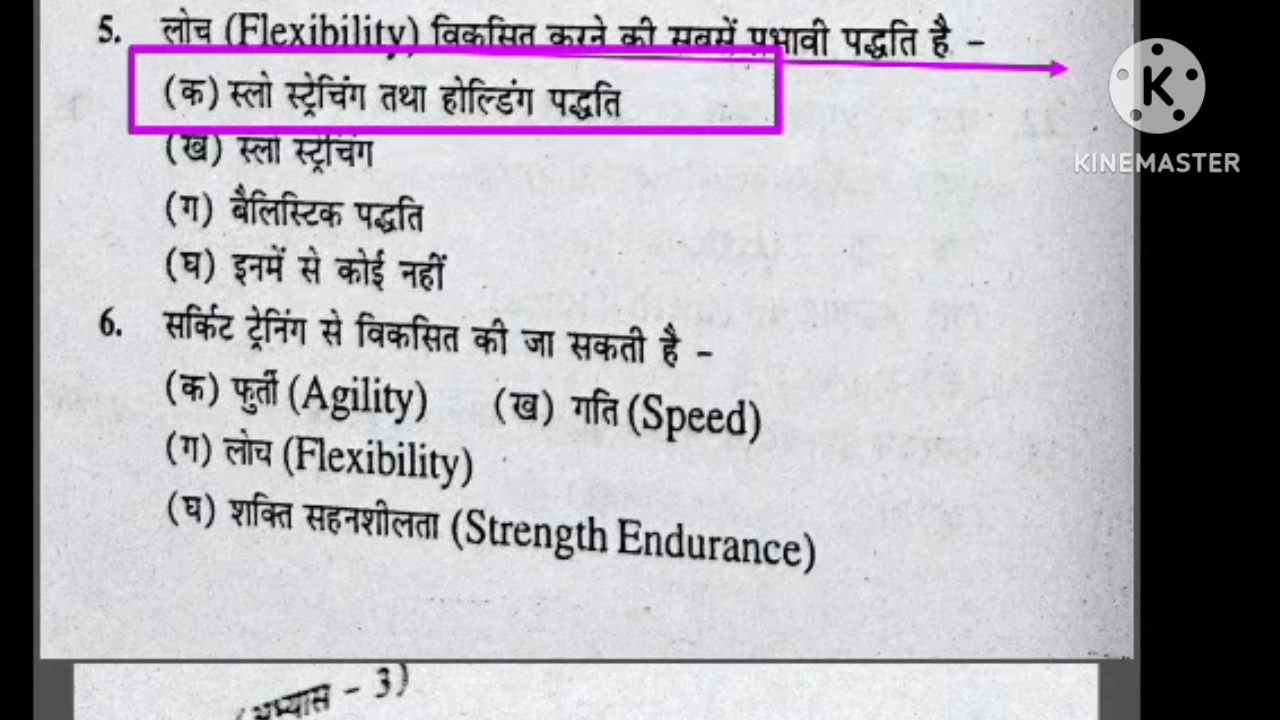 5. लोच (Flexibility) विकसित करने की सबमें प्रभावी पद्धति है -
(क) स्लो स्ट्रेचिंग तथा होल्डिंग पद्धति
(ख) स्लो स्ट्रेचिंग
(ग) बैलिस्टिक पद्धति
(घ) इनमें से कोई नहीं
6. सर्किट ट्रेनिंग से विकसित की जा सकती है -
(क) फुर्ती (Agility) (ख) गति (Speed)
(ग) लोच (Flexibility)
(घ) शक्ति सहनशीलता (Strength Endurance)
(अभ्यास - 3)
K
KINEMASTER